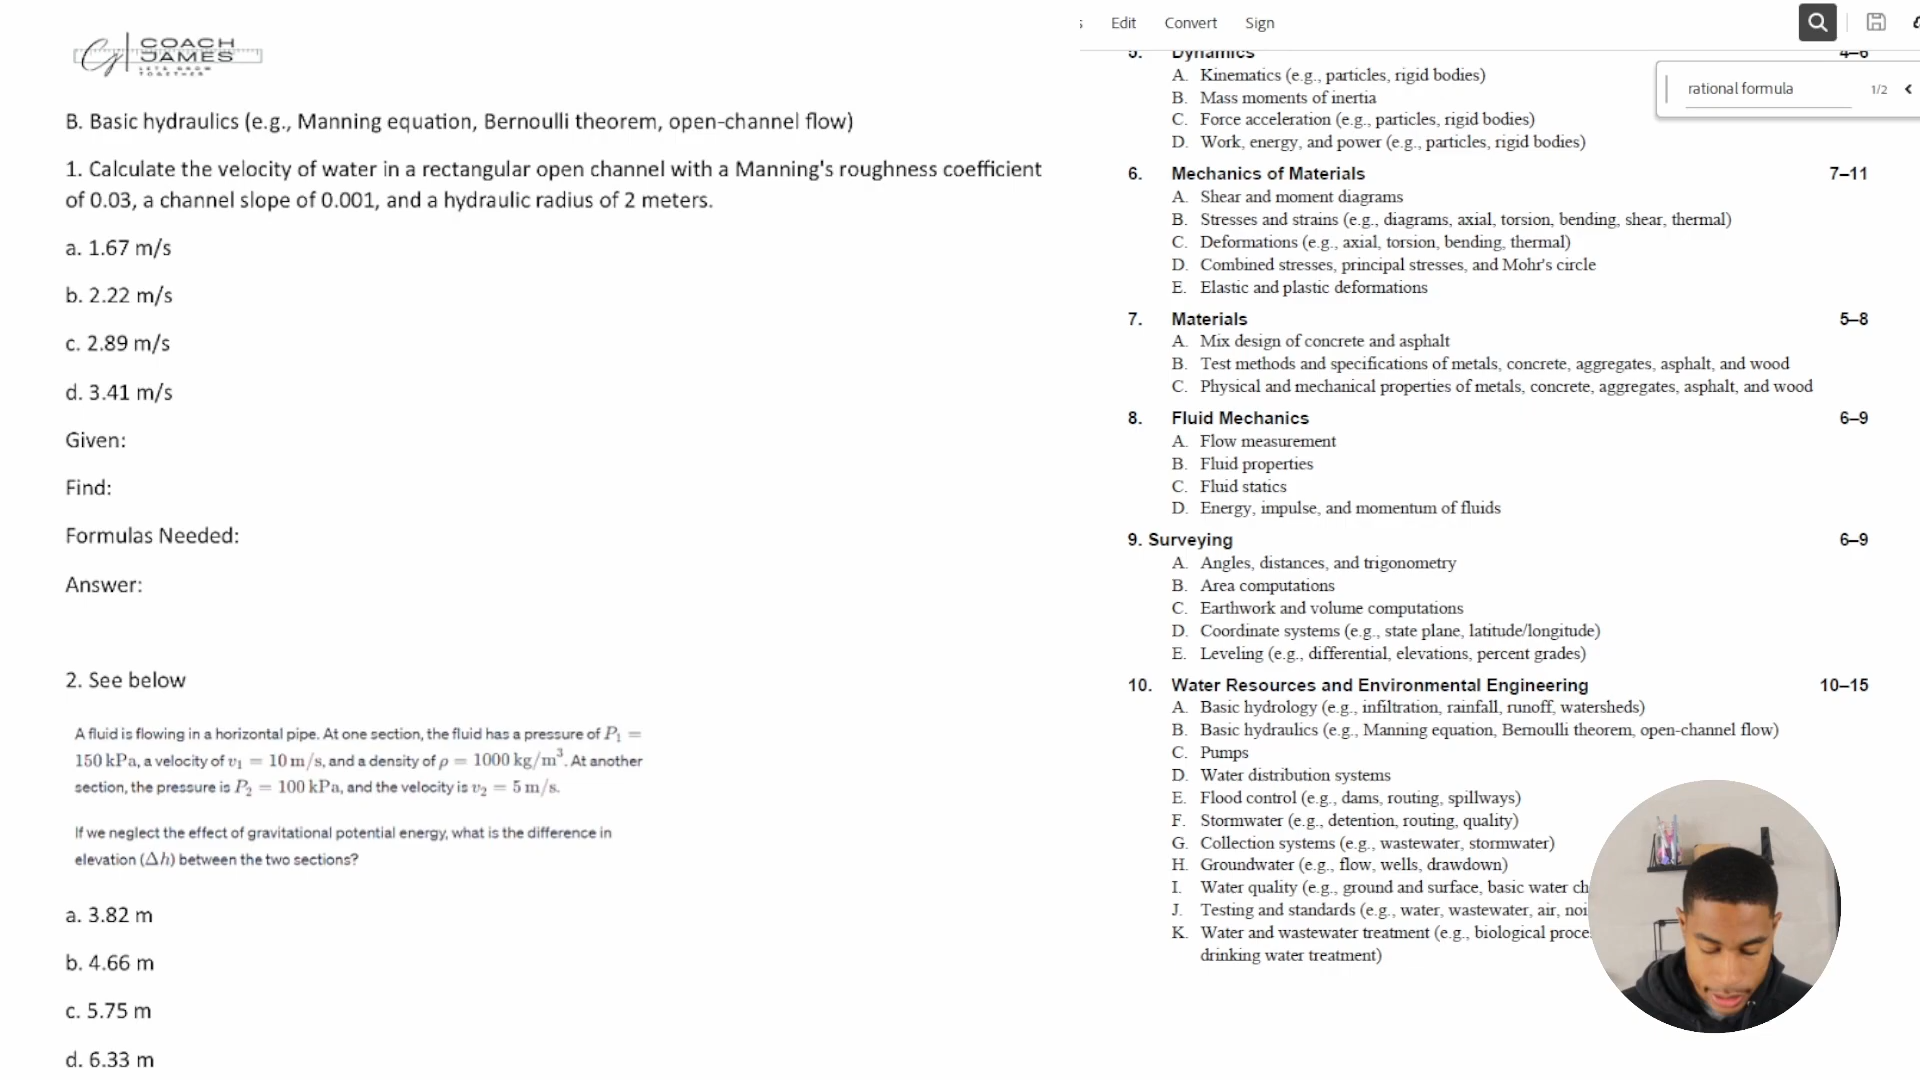 COACH
JAMES
LETS GROW
TOGETHER
B. Basic hydraulics (e.g., Manning equation, Bernoulli theorem, open-channel flow)
1. Calculate the velocity of water in a rectangular open channel with a Manning's roughness coefficient
of 0.03, a channel slope of 0.001, and a hydraulic radius of 2 meters.
a. 1.67 m/s
b. 2.22 m/s
c. 2.89 m/s
d. 3.41 m/s
Given:
Find:
Formulas Needed:
Answer:
2. See below
A fluid is flowing in a horizontal pipe. At one section, the fluid has a pressure of P₁ =
150 kPa, a velocity of v₁ = 10 m/s, and a density of ρ = 1000 kg/m³. At another
section, the pressure is P₂ = 100 kPa, and the velocity is v₂ = 5 m/s.
If we neglect the effect of gravitational potential energy, what is the difference in
elevation (Δh) between the two sections?
a. 3.82 m
b. 4.66 m
c. 5.75 m
d. 6.33 m
Edit Convert Sign
rational formula 1/2
5. Dynamics 4–6
A. Kinematics (e.g., particles, rigid bodies)
B. Mass moments of inertia
C. Force acceleration (e.g., particles, rigid bodies)
D. Work, energy, and power (e.g., particles, rigid bodies)
6. Mechanics of Materials 7–11
A. Shear and moment diagrams
B. Stresses and strains (e.g., diagrams, axial, torsion, bending, shear, thermal)
C. Deformations (e.g., axial, torsion, bending, thermal)
D. Combined stresses, principal stresses, and Mohr's circle
E. Elastic and plastic deformations
7. Materials 5–8
A. Mix design of concrete and asphalt
B. Test methods and specifications of metals, concrete, aggregates, asphalt, and wood
C. Physical and mechanical properties of metals, concrete, aggregates, asphalt, and wood
8. Fluid Mechanics 6–9
A. Flow measurement
B. Fluid properties
C. Fluid statics
D. Energy, impulse, and momentum of fluids
9. Surveying 6–9
A. Angles, distances, and trigonometry
B. Area computations
C. Earthwork and volume computations
D. Coordinate systems (e.g., state plane, latitude/longitude)
E. Leveling (e.g., differential, elevations, percent grades)
10. Water Resources and Environmental Engineering 10–15
A. Basic hydrology (e.g., infiltration, rainfall, runoff, watersheds)
B. Basic hydraulics (e.g., Manning equation, Bernoulli theorem, open-channel flow)
C. Pumps
D. Water distribution systems
E. Flood control (e.g., dams, routing, spillways)
F. Stormwater (e.g., detention, routing, quality)
G. Collection systems (e.g., wastewater, stormwater)
H. Groundwater (e.g., flow, wells, drawdown)
I. Water quality (e.g., ground and surface, basic water ch
J. Testing and standards (e.g., water, wastewater, air, noi
K. Water and wastewater treatment (e.g., biological proce
drinking water treatment)